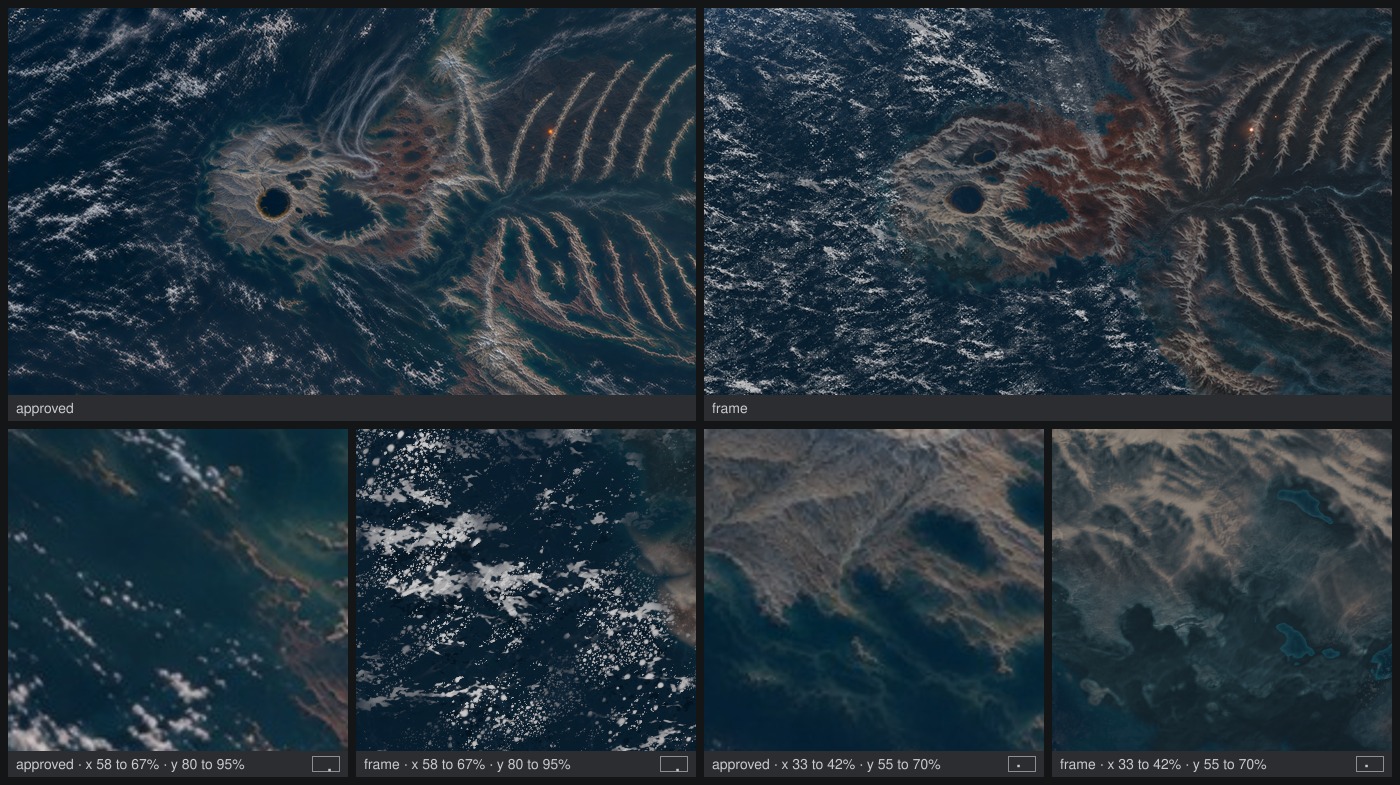 approved
frame
approved · x 58 to 67% · y 80 to 95%
frame · x 58 to 67% · y 80 to 95%
approved · x 33 to 42% · y 55 to 70%
frame · x 33 to 42% · y 55 to 70%